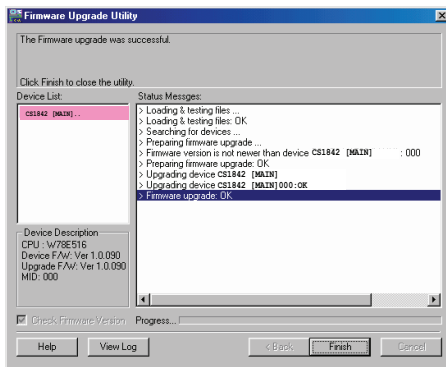 Firmware Upgrade Utility
The Firmware upgrade was successful.
Click Finish to close the utility.
Device List:
CS1842 [MAIN]..
Status Messges:
> Loading & testing files ...
> Loading & testing files: OK
> Searching for devices ...
> Preparing firmware upgrade ...
> Firmware version is not newer than device CS1842 [MAIN] : 000
> Preparing firmware upgrade: OK
> Upgrading device CS1842 [MAIN]
> Upgrading device CS1842 [MAIN]000:OK
> Firmware upgrade: OK
Device Description
CPU : W78E516
Device F/W: Ver 1.0.090
Upgrade F/W: Ver 1.0.090
MID: 000
Check Firmware Version
Progress...
Help
View Log
< Back
Finish
Cancel